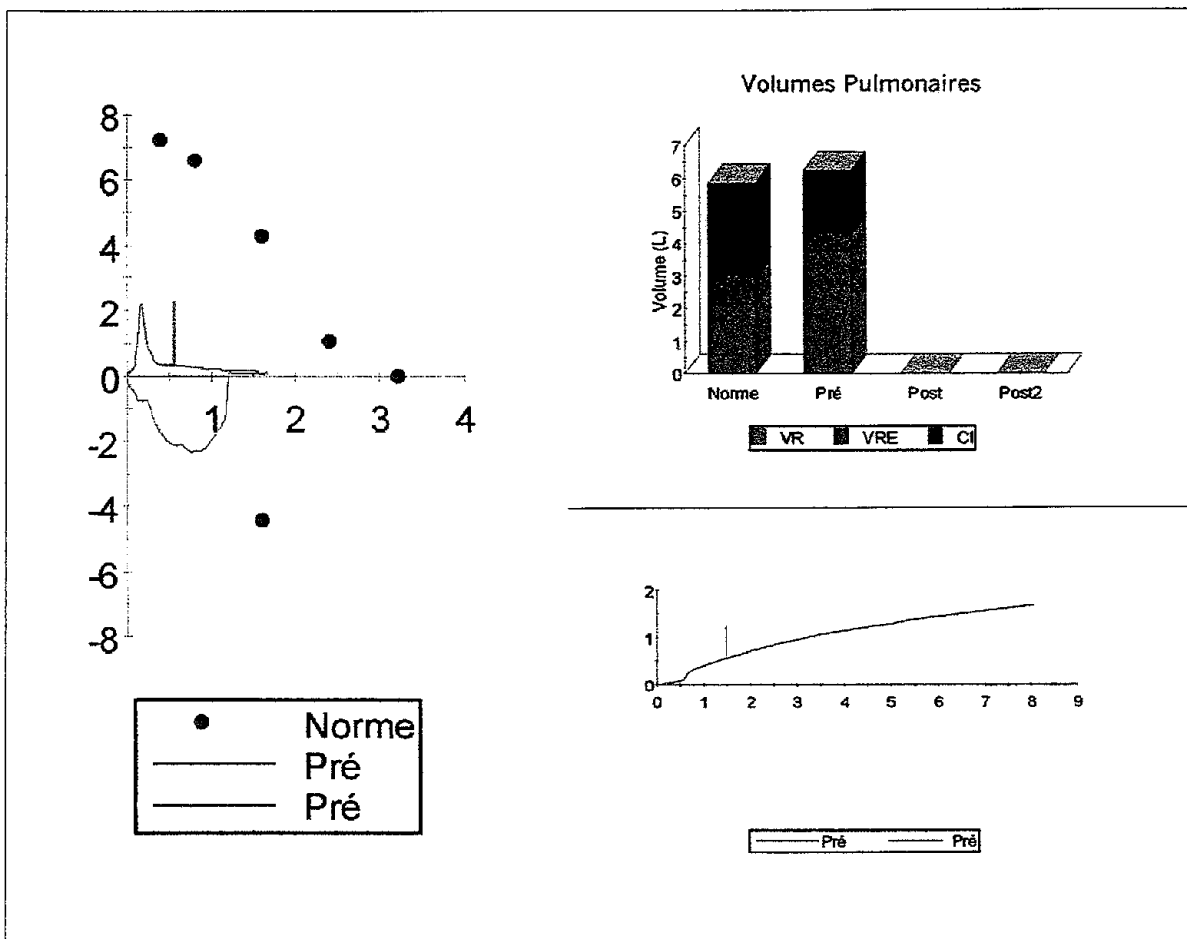 8
6
4
2
0
-2
-4
-6
-8
1 2 3 4
Norme
Pré
Pré
Volumes Pulmonaires
Volume (L)
7
6
5
4
3
2
1
0
Norme Pré Post Post2
VR VRE CI
2
1
0
0 1 2 3 4 5 6 7 8 9
Pré Pré